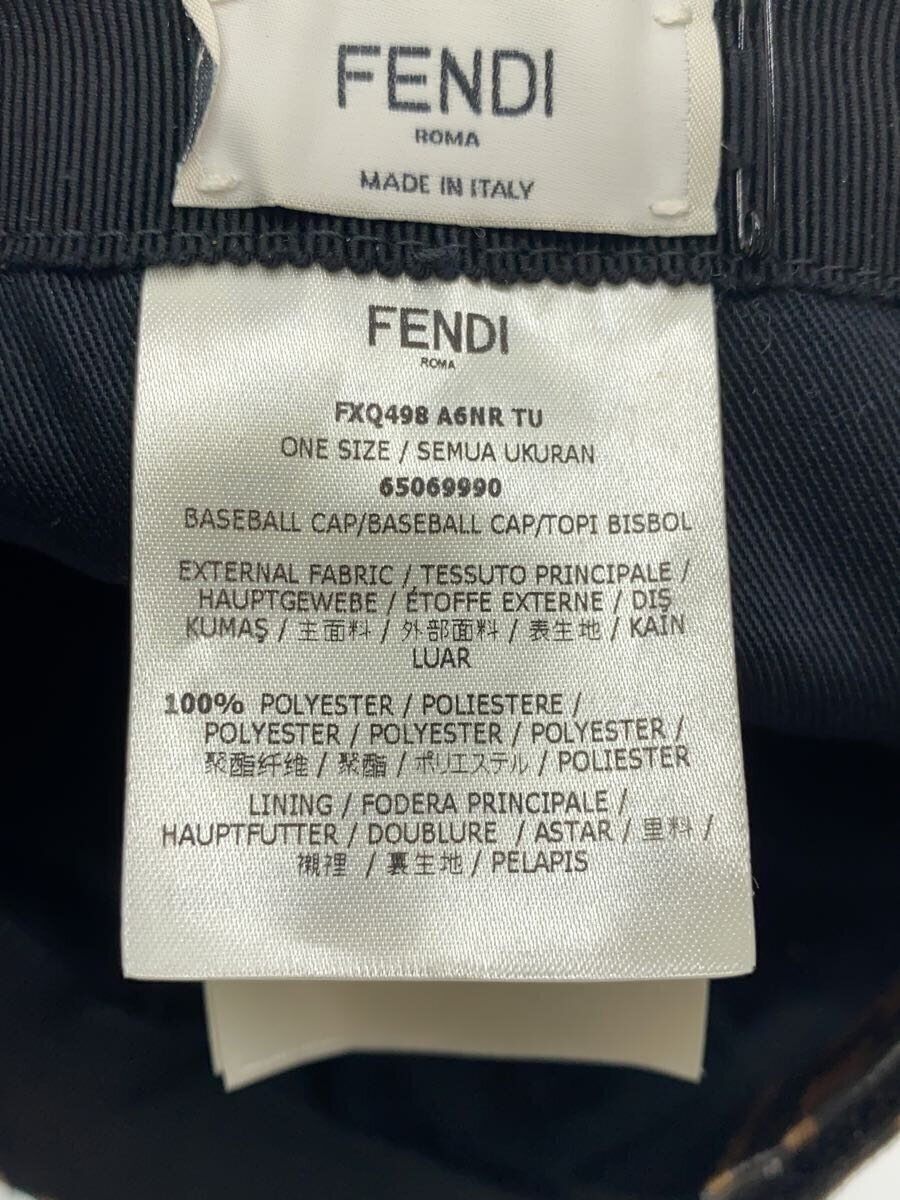 FENDI
ROMA
MADE IN ITALY
FENDI
ROMA
FXQ498 A6NR TU
ONE SIZE / SEMUA UKURAN
65069990
BASEBALL CAP/BASEBALL CAP/TOPI BISBOL
EXTERNAL FABRIC / TESSUTO PRINCIPALE /
HAUPTGEWEBE / ÉTOFFE EXTERNE / DIŞ
KUMAŞ / 主面料 / 外部面料 / 表生地 / KAIN
LUAR
100% POLYESTER / POLIESTERE /
POLYESTER / POLYESTER / POLYESTER /
聚酯纤维 / 聚酯 / ポリエステル / POLIESTER
LINING / FODERA PRINCIPALE /
HAUPTFUTTER / DOUBLURE / ASTAR / 里料 /
襯裡 / 裏生地 / PELAPIS